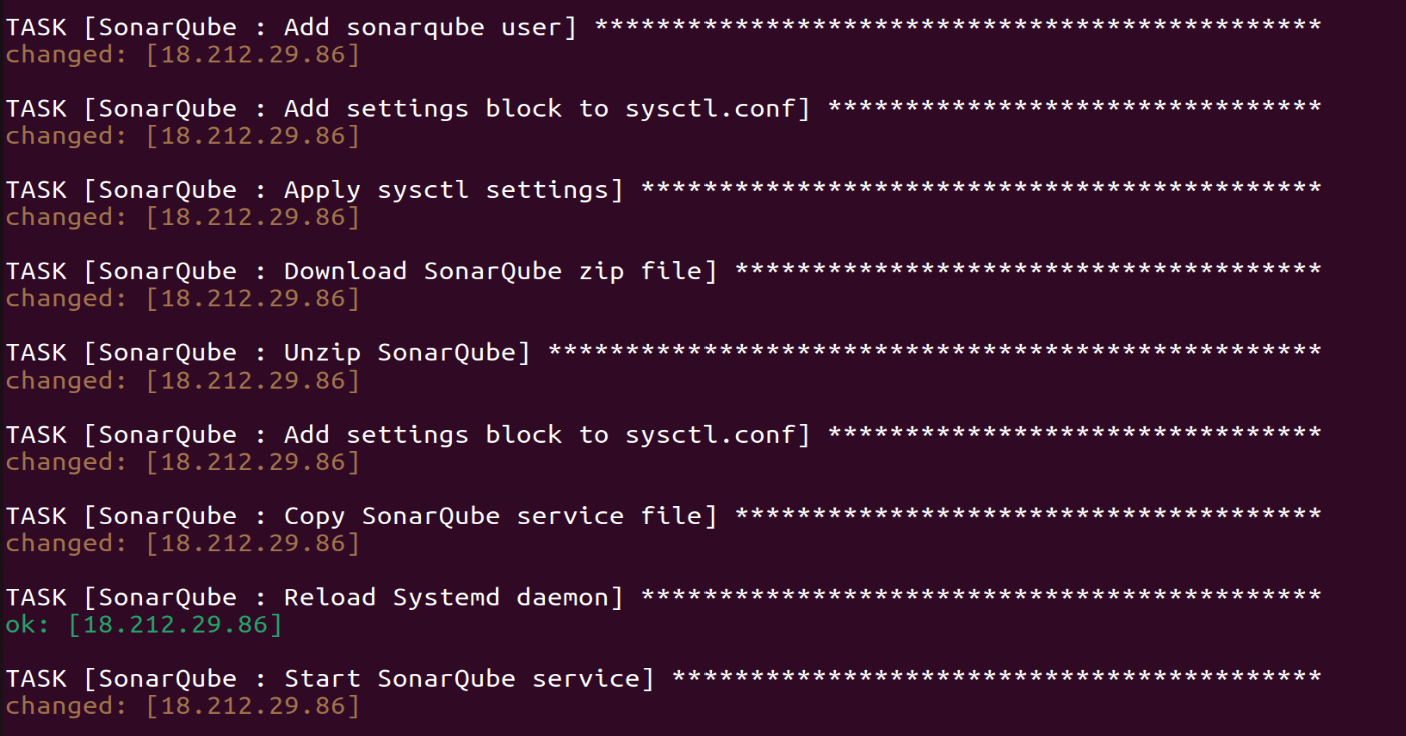 TASK [SonarQube : Add sonarqube user] ***********************************************
changed: [18.212.29.86]
TASK [SonarQube : Add settings block to sysctl.conf] ********************************
changed: [18.212.29.86]
TASK [SonarQube : Apply sysctl settings] ********************************************
changed: [18.212.29.86]
TASK [SonarQube : Download SonarQube zip file] **************************************
changed: [18.212.29.86]
TASK [SonarQube : Unzip SonarQube] **************************************************
changed: [18.212.29.86]
TASK [SonarQube : Add settings block to sysctl.conf] ********************************
changed: [18.212.29.86]
TASK [SonarQube : Copy SonarQube service file] **************************************
changed: [18.212.29.86]
TASK [SonarQube : Reload Systemd daemon] ********************************************
ok: [18.212.29.86]
TASK [SonarQube : Start SonarQube service] ******************************************
changed: [18.212.29.86]